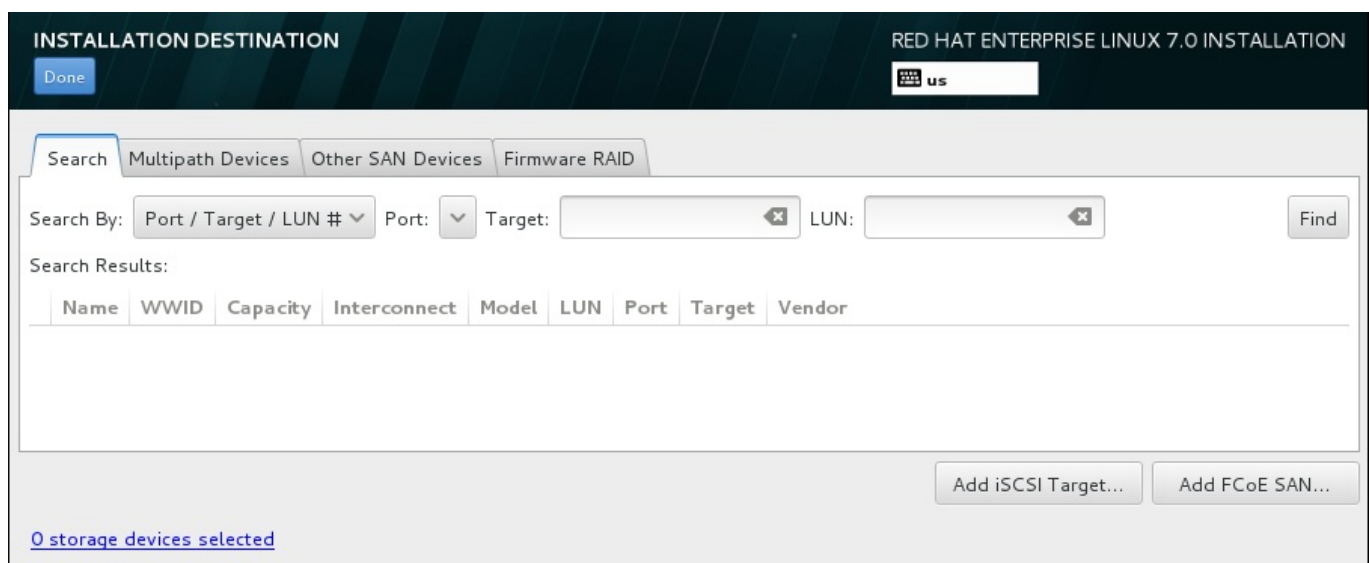 INSTALLATION DESTINATION
RED HAT ENTERPRISE LINUX 7.0 INSTALLATION
Done
us
Search
Multipath Devices
Other SAN Devices
Firmware RAID
Search By: Port / Target / LUN # Port: Target: LUN: Find
Search Results:
Name WWID Capacity Interconnect Model LUN Port Target Vendor
Add iSCSI Target...
Add FCoE SAN...
0 storage devices selected